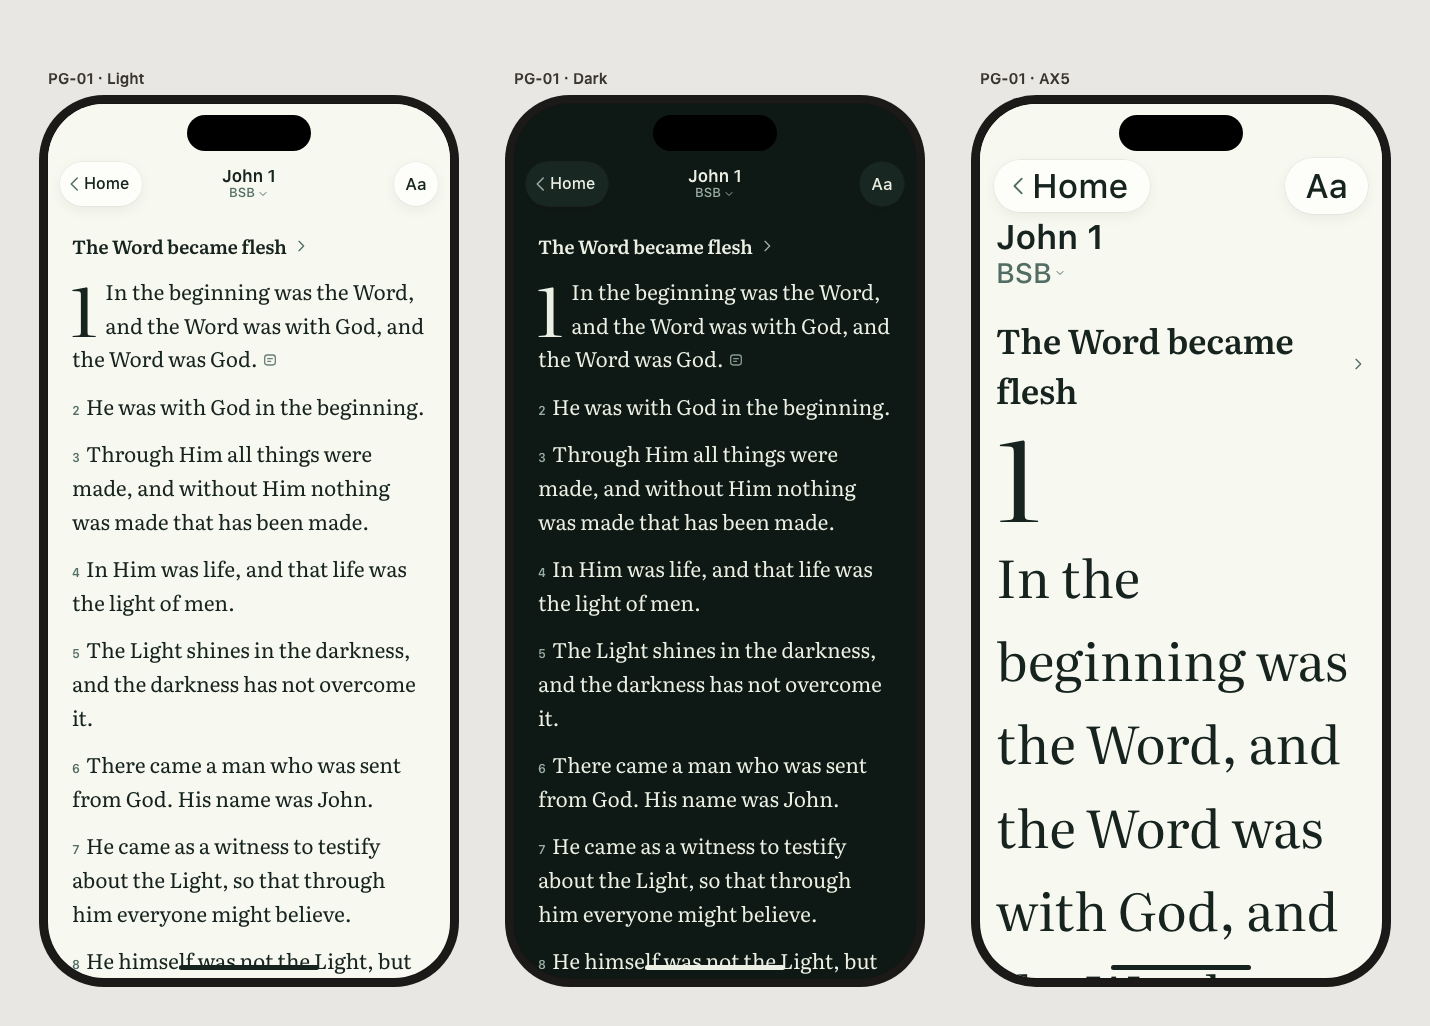 PG-01 · Light
Home
John 1
BSB
Aa
The Word became flesh
1 In the beginning was the Word,
and the Word was with God, and
the Word was God.
2 He was with God in the beginning.
3 Through Him all things were
made, and without Him nothing
was made that has been made.
4 In Him was life, and that life was
the light of men.
5 The Light shines in the darkness,
and the darkness has not overcome
it.
6 There came a man who was sent
from God. His name was John.
7 He came as a witness to testify
about the Light, so that through
him everyone might believe.
8 He himself was not the Light, but
PG-01 · Dark
Home
John 1
BSB
Aa
The Word became flesh
1 In the beginning was the Word,
and the Word was with God, and
the Word was God.
2 He was with God in the beginning.
3 Through Him all things were
made, and without Him nothing
was made that has been made.
4 In Him was life, and that life was
the light of men.
5 The Light shines in the darkness,
and the darkness has not overcome
it.
6 There came a man who was sent
from God. His name was John.
7 He came as a witness to testify
about the Light, so that through
him everyone might believe.
8 He himself was not the Light, but
PG-01 · AX5
Home
Aa
John 1
BSB
The Word became
flesh
1
In the
beginning was
the Word, and
the Word was
with God, and